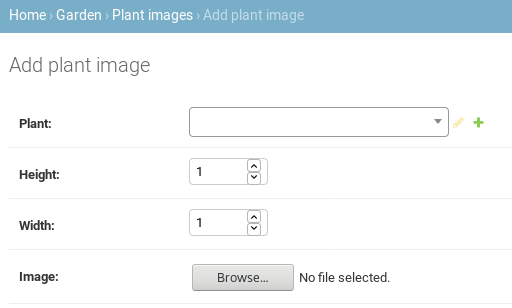 Home › Garden › Plant images › Add plant image
Add plant image
Plant:
Height: 1
Width: 1
Image: Browse... No file selected.